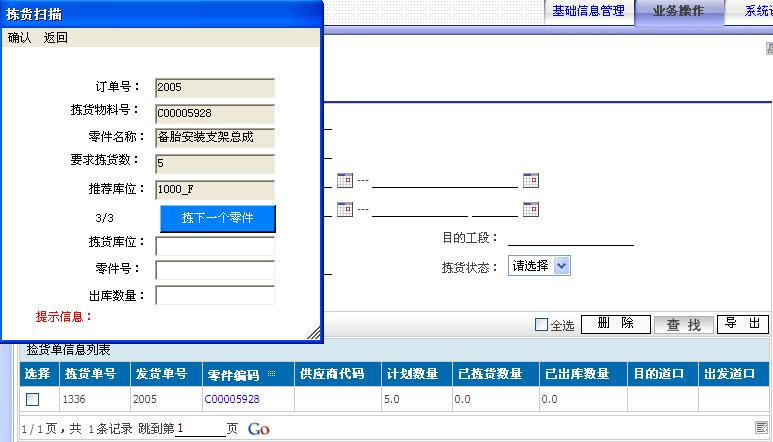 拣货扫描
确认 返回
订单号： 2005
拣货物料号： C00005928
零件名称： 备胎安装支架总成
要求拣货数： 5
推荐库位： 1000_F
3/3 拣下一个零件
拣货库位：
零件号：
出库数量：
提示信息：
基础信息管理 业务操作 系统
---
---
目的工段：
拣货状态： 请选择
全选 删 除 查 找 导 出
捡货单信息列表
选择 拣货单号 发货单号 零件编码 供应商代码 计划数量 已拣货数量 已出库数量 目的道口 出发道口
1336 2005 C00005928 5.0 0.0 0.0
1/1页，共 1条记录 跳到第1 页 Go